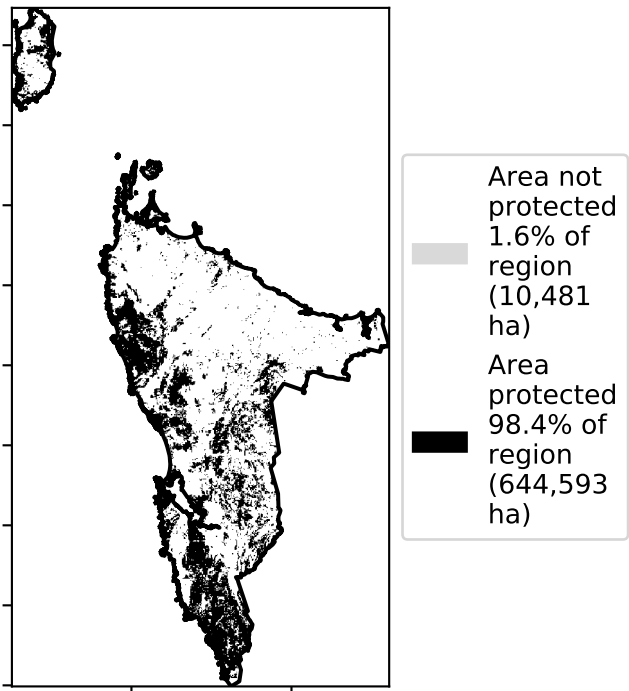 Area not
protected
1.6% of
region
(10,481
ha)
Area
protected
98.4% of
region
(644,593
ha)